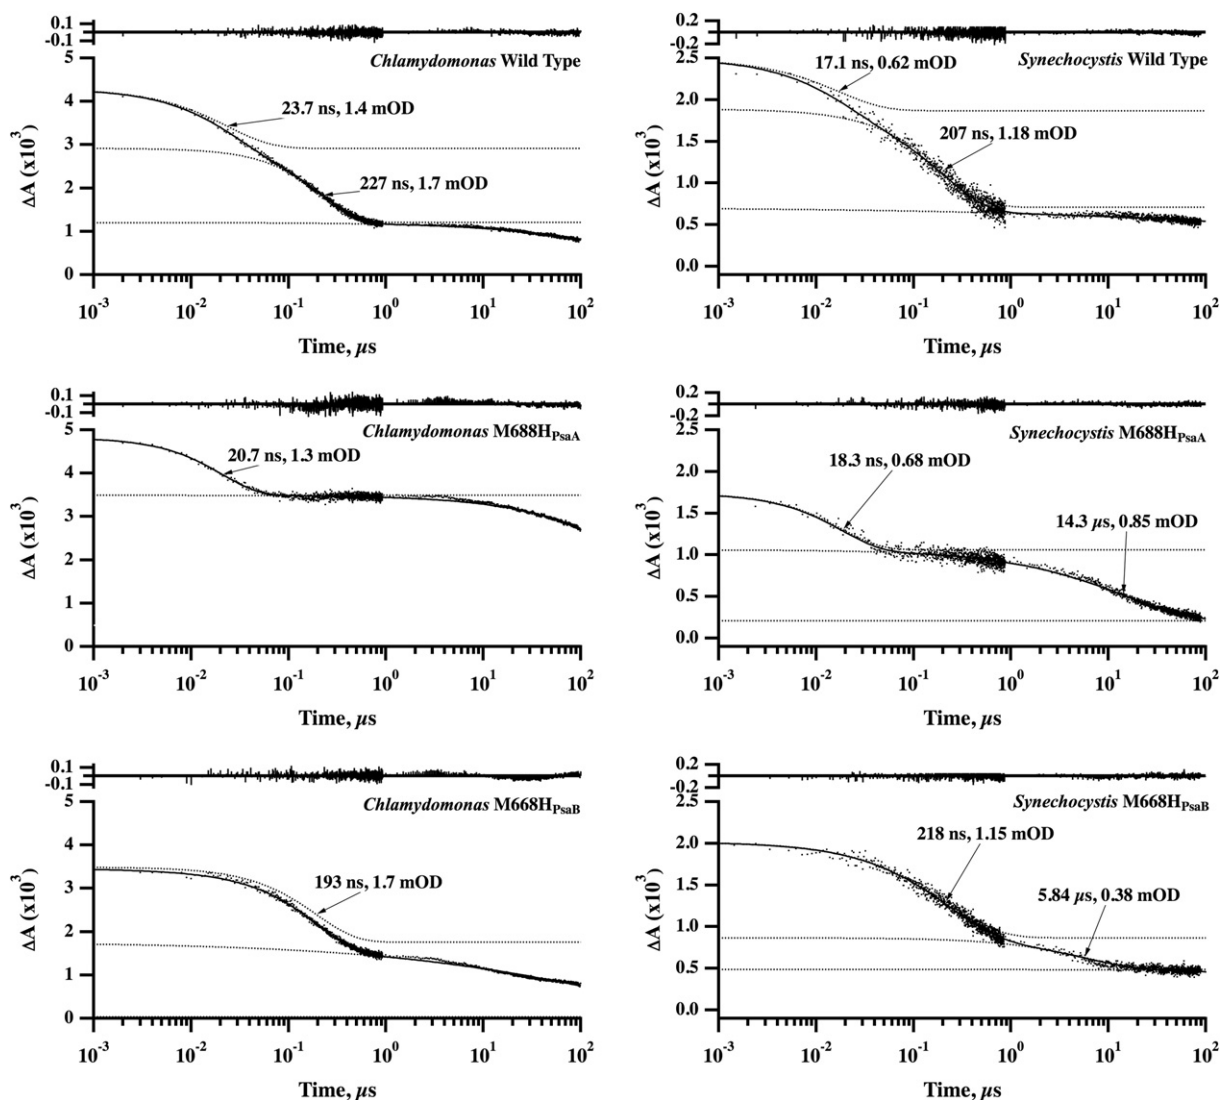 0.1
-0.1
Chlamydomonas Wild Type
5
4
3
2
1
0
ΔA (x10³)
23.7 ns, 1.4 mOD
227 ns, 1.7 mOD
10⁻³ 10⁻² 10⁻¹ 10⁰ 10¹ 10²
Time, µs
0.2
-0.2
Synechocystis Wild Type
2.5
2.0
1.5
1.0
0.5
0.0
ΔA (x10³)
17.1 ns, 0.62 mOD
207 ns, 1.18 mOD
10⁻³ 10⁻² 10⁻¹ 10⁰ 10¹ 10²
Time, µs
0.1
-0.1
Chlamydomonas M688H_PsaA
5
4
3
2
1
0
ΔA (x10³)
20.7 ns, 1.3 mOD
10⁻³ 10⁻² 10⁻¹ 10⁰ 10¹ 10²
Time, µs
0.2
-0.2
Synechocystis M688H_PsaA
2.5
2.0
1.5
1.0
0.5
0.0
ΔA (x10³)
18.3 ns, 0.68 mOD
14.3 µs, 0.85 mOD
10⁻³ 10⁻² 10⁻¹ 10⁰ 10¹ 10²
Time, µs
0.1
-0.1
Chlamydomonas M668H_PsaB
5
4
3
2
1
0
ΔA (x10³)
193 ns, 1.7 mOD
10⁻³ 10⁻² 10⁻¹ 10⁰ 10¹ 10²
Time, µs
0.2
-0.2
Synechocystis M668H_PsaB
2.5
2.0
1.5
1.0
0.5
0.0
ΔA (x10³)
218 ns, 1.15 mOD
5.84 µs, 0.38 mOD
10⁻³ 10⁻² 10⁻¹ 10⁰ 10¹ 10²
Time, µs